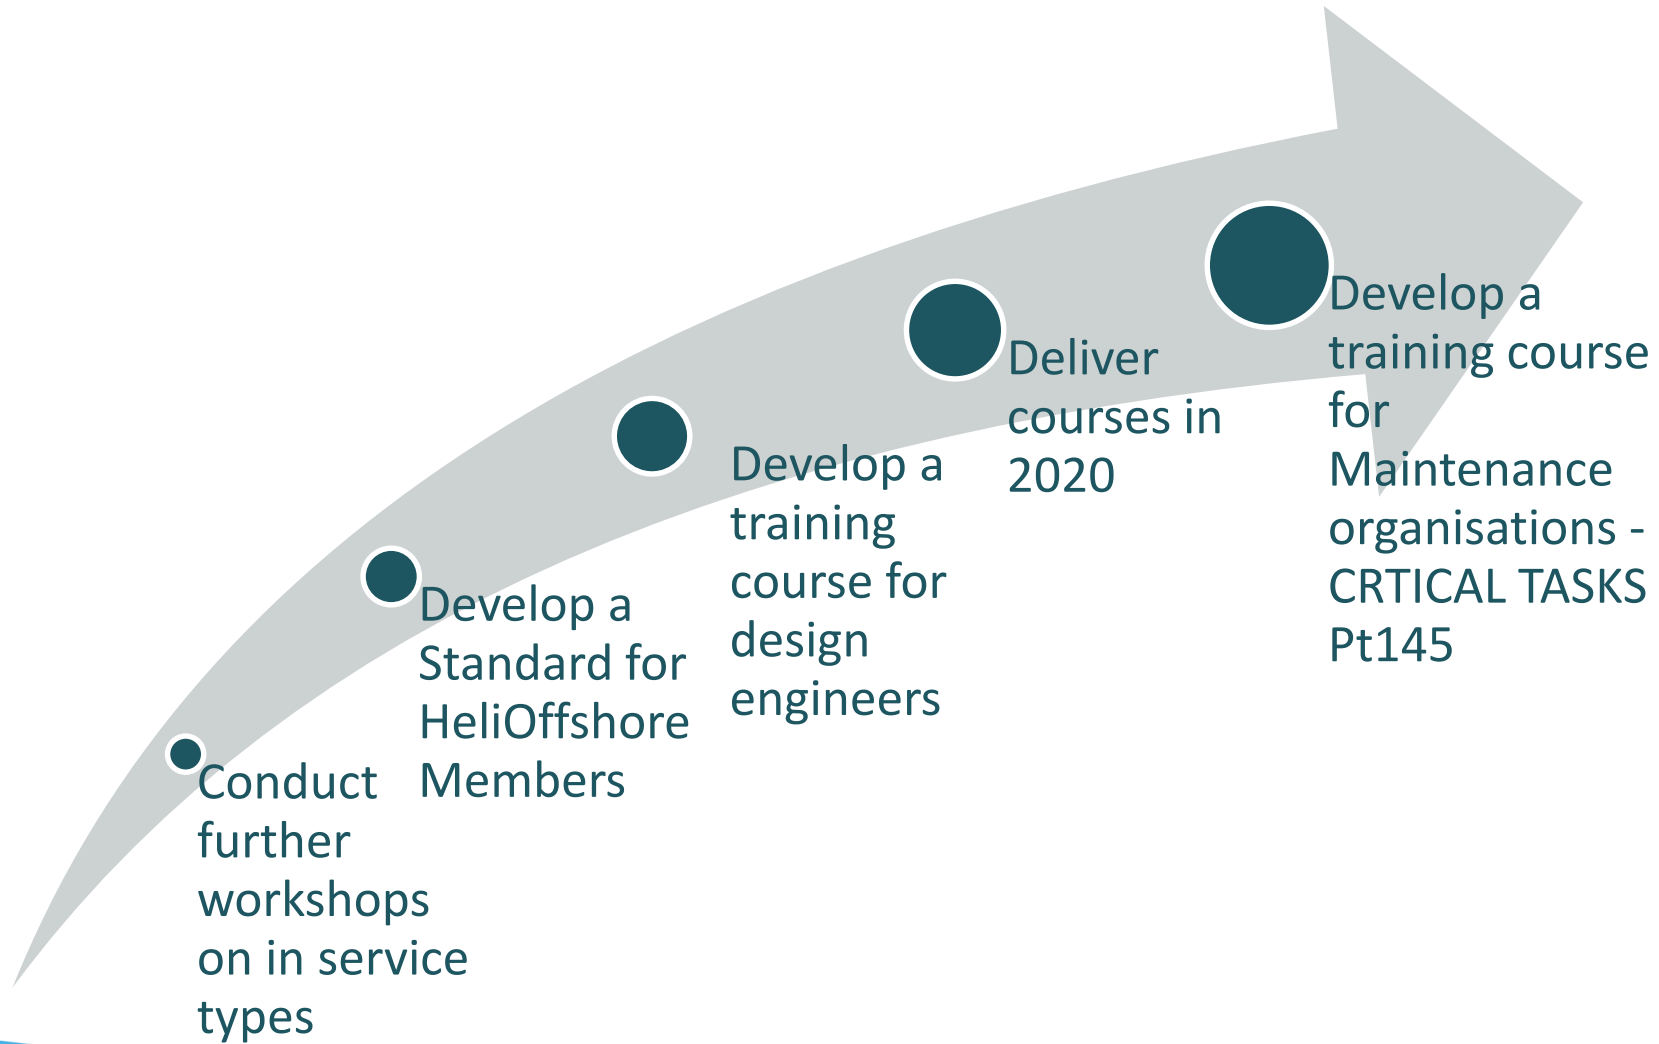 Conduct
further
workshops
on in service
types
Develop a
Standard for
HeliOffshore
Members
Develop a
training
course for
design
engineers
Deliver
courses in
2020
Develop a
training course
for
Maintenance
organisations -
CRTICAL TASKS
Pt145